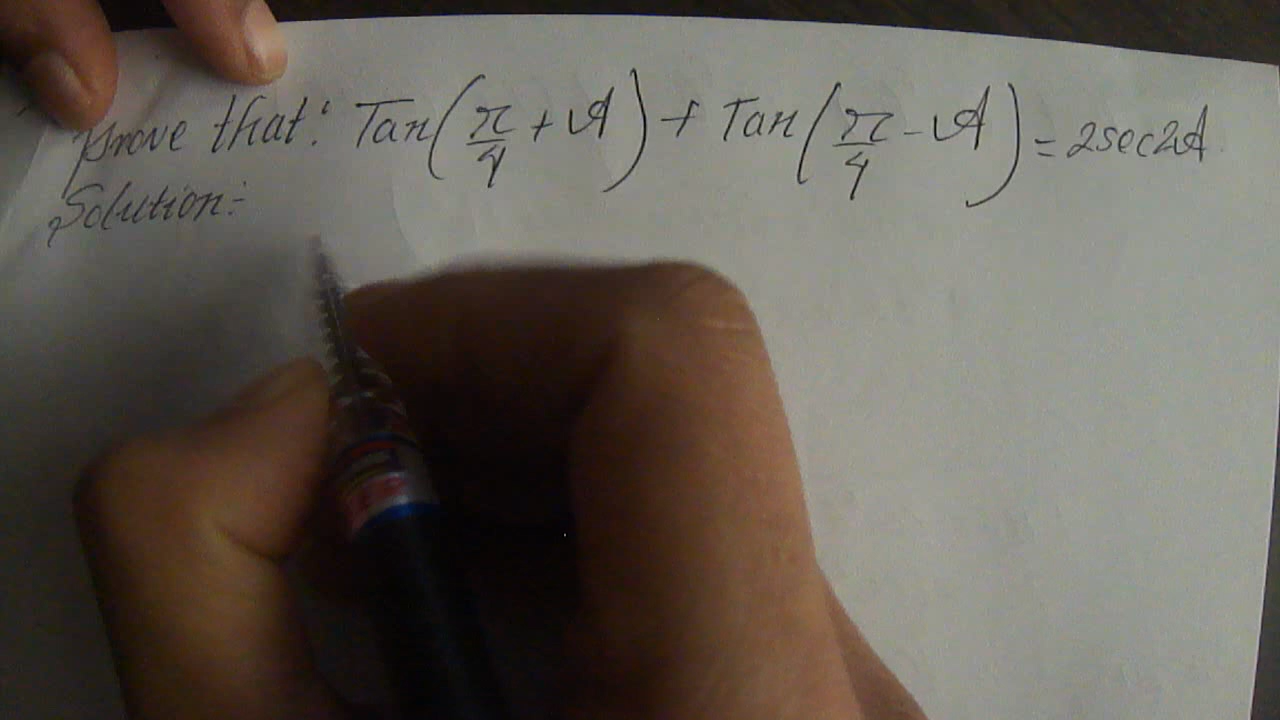 Prove that: Tan(π/4 + A) + Tan(π/4 - A) = 2sec2A
Solution:-